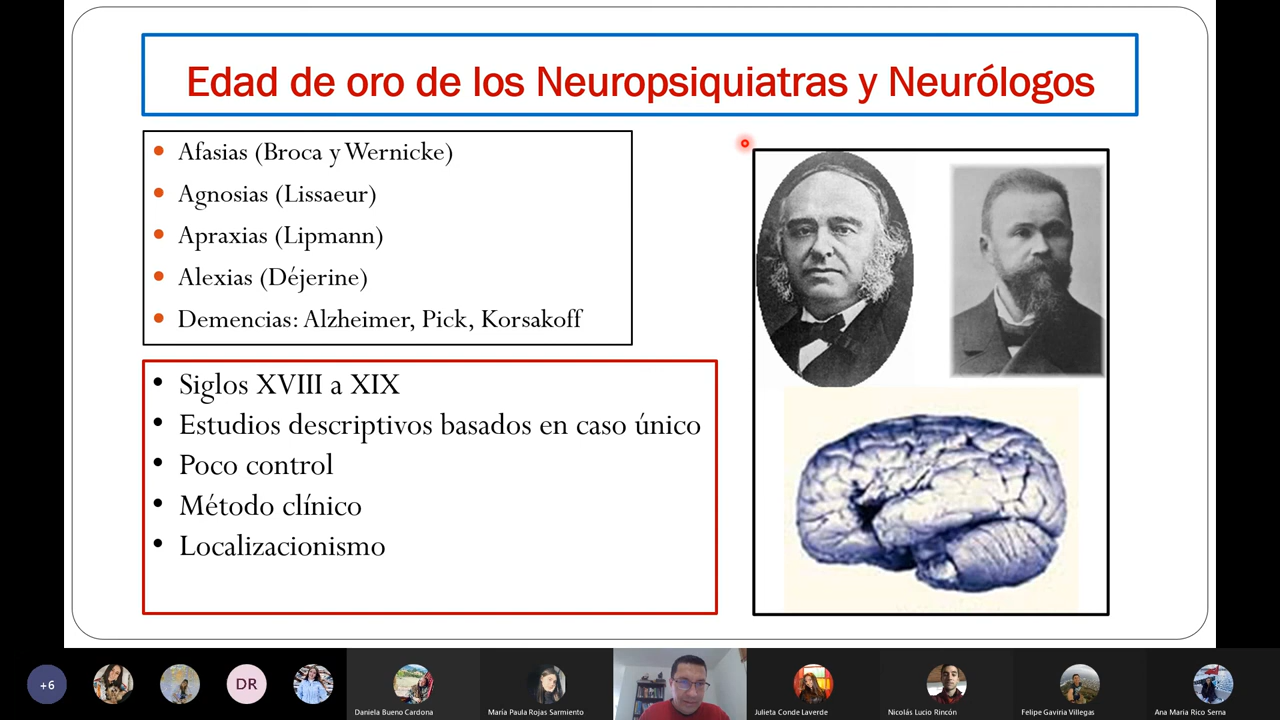 Edad de oro de los Neuropsiquiatras y Neurólogos
Afasias (Broca y Wernicke)
Agnosias (Lissaeur)
Apraxias (Lipmann)
Alexias (Déjerine)
Demencias: Alzheimer, Pick, Korsakoff
Siglos XVIII a XIX
Estudios descriptivos basados en caso único
Poco control
Método clínico
Localizacionismo
+6
DR
Daniela Bueno Cardona
María Paula Rojas Sarmiento
Julieta Conde Laverde
Nicolás Lucio Rincón
Felipe Gaviria Villegas
Ana Maria Rico Serna